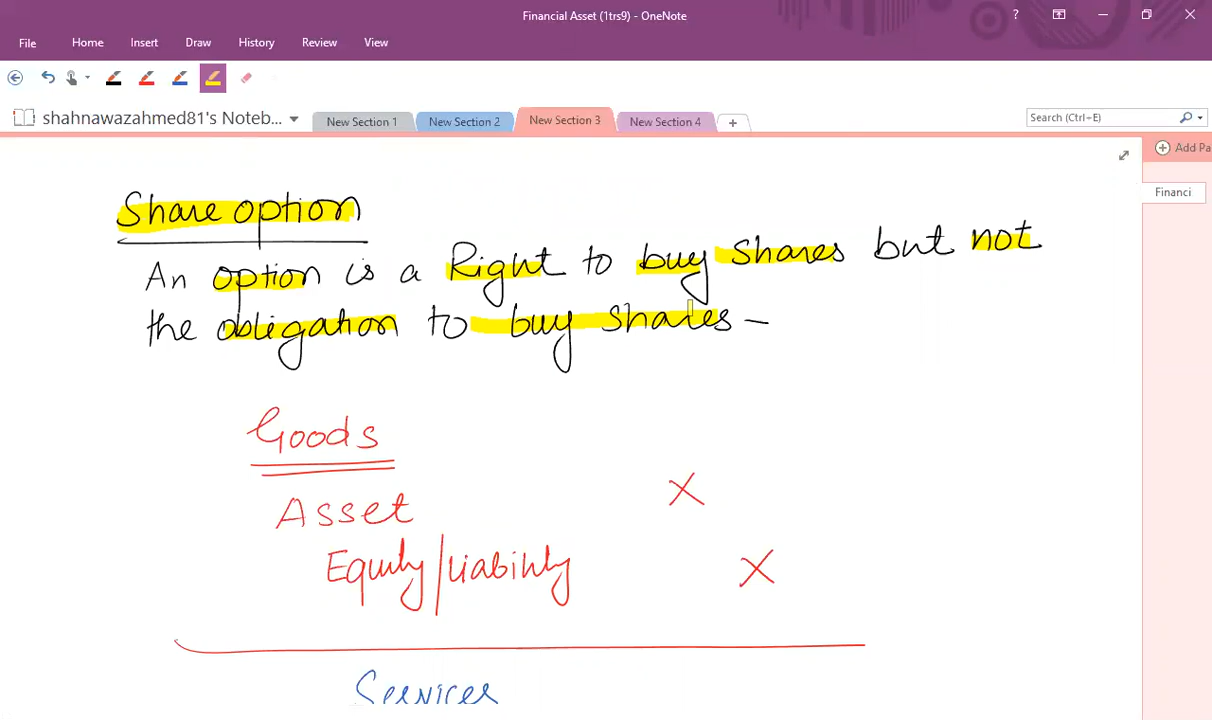 Financial Asset (1trs9) - OneNote
?
File Home Insert Draw History Review View
shahnawazahmed81's Noteb... New Section 1 New Section 2 New Section 3 New Section 4 + Search (Ctrl+E)
Add Pa
Financi
Share option
An option is a Right to buy shares but not
the obligation to buy shares -
Goods
Asset X
Equity/Liability X
Services